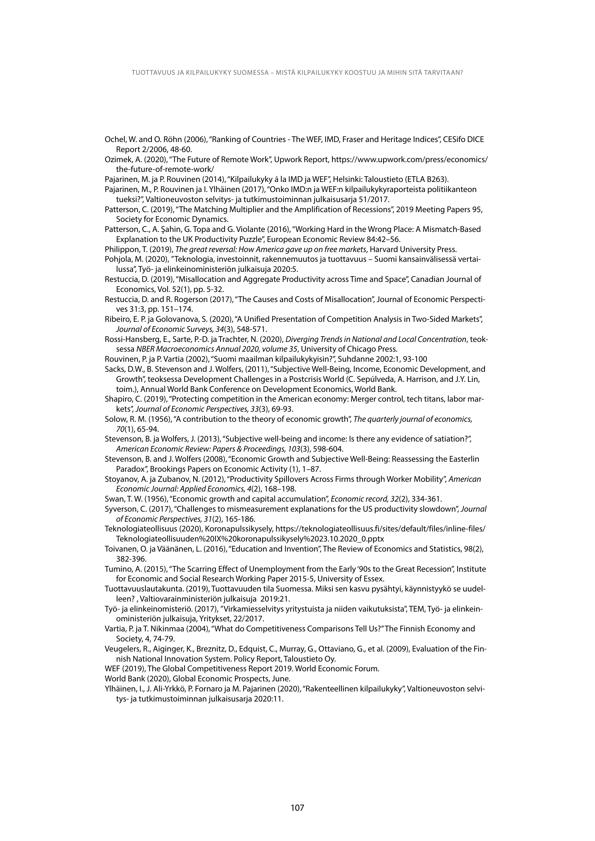 TUOTTAVUUS JA KILPAILUKYKY SUOMESSA – MISTÄ KILPAILUKYKY KOOSTUU JA MIHIN SITÄ TARVITAAN?
Ochel, W. and O. Röhn (2006), "Ranking of Countries - The WEF, IMD, Fraser and Heritage Indices", CESifo DICE
Report 2/2006, 48-60.
Ozimek, A. (2020), "The Future of Remote Work", Upwork Report, https://www.upwork.com/press/economics/
the-future-of-remote-work/
Pajarinen, M. ja P. Rouvinen (2014), "Kilpailukyky á la IMD ja WEF", Helsinki: Taloustieto (ETLA B263).
Pajarinen, M., P. Rouvinen ja I. Ylhäinen (2017), "Onko IMD:n ja WEF:n kilpailukykyraporteista politiikanteon
tueksi?", Valtioneuvoston selvitys- ja tutkimustoiminnan julkaisusarja 51/2017.
Patterson, C. (2019), "The Matching Multiplier and the Amplification of Recessions", 2019 Meeting Papers 95,
Society for Economic Dynamics.
Patterson, C., A. Şahin, G. Topa and G. Violante (2016), "Working Hard in the Wrong Place: A Mismatch-Based
Explanation to the UK Productivity Puzzle", European Economic Review 84:42–56.
Philippon, T. (2019), The great reversal: How America gave up on free markets, Harvard University Press.
Pohjola, M. (2020), "Teknologia, investoinnit, rakennemuutos ja tuottavuus – Suomi kansainvälisessä vertai-
lussa", Työ- ja elinkeinoministeriön julkaisuja 2020:5.
Restuccia, D. (2019), "Misallocation and Aggregate Productivity across Time and Space", Canadian Journal of
Economics, Vol. 52(1), pp. 5-32.
Restuccia, D. and R. Rogerson (2017), "The Causes and Costs of Misallocation", Journal of Economic Perspecti-
ves 31:3, pp. 151–174.
Ribeiro, E. P. ja Golovanova, S. (2020), "A Unified Presentation of Competition Analysis in Two-Sided Markets",
Journal of Economic Surveys, 34(3), 548-571.
Rossi-Hansberg, E., Sarte, P.-D. ja Trachter, N. (2020), Diverging Trends in National and Local Concentration, teok-
sessa NBER Macroeconomics Annual 2020, volume 35, University of Chicago Press.
Rouvinen, P. ja P. Vartia (2002), "Suomi maailman kilpailukykyisin?", Suhdanne 2002:1, 93-100
Sacks, D.W., B. Stevenson and J. Wolfers, (2011), "Subjective Well-Being, Income, Economic Development, and
Growth", teoksessa Development Challenges in a Postcrisis World (C. Sepúlveda, A. Harrison, and J.Y. Lin,
toim.), Annual World Bank Conference on Development Economics, World Bank.
Shapiro, C. (2019), "Protecting competition in the American economy: Merger control, tech titans, labor mar-
kets", Journal of Economic Perspectives, 33(3), 69-93.
Solow, R. M. (1956), "A contribution to the theory of economic growth", The quarterly journal of economics,
70(1), 65-94.
Stevenson, B. ja Wolfers, J. (2013), "Subjective well-being and income: Is there any evidence of satiation?",
American Economic Review: Papers & Proceedings, 103(3), 598-604.
Stevenson, B. and J. Wolfers (2008), "Economic Growth and Subjective Well-Being: Reassessing the Easterlin
Paradox", Brookings Papers on Economic Activity (1), 1–87.
Stoyanov, A. ja Zubanov, N. (2012), "Productivity Spillovers Across Firms through Worker Mobility", American
Economic Journal: Applied Economics, 4(2), 168–198.
Swan, T. W. (1956), "Economic growth and capital accumulation", Economic record, 32(2), 334-361.
Syverson, C. (2017), "Challenges to mismeasurement explanations for the US productivity slowdown", Journal
of Economic Perspectives, 31(2), 165-186.
Teknologiateollisuus (2020), Koronapulssikysely, https://teknologiateollisuus.fi/sites/default/files/inline-files/
Teknologiateollisuuden%20IX%20koronapulssikysely%2023.10.2020_0.pptx
Toivanen, O. ja Väänänen, L. (2016), "Education and Invention", The Review of Economics and Statistics, 98(2),
382-396.
Tumino, A. (2015), "The Scarring Effect of Unemployment from the Early '90s to the Great Recession", Institute
for Economic and Social Research Working Paper 2015-5, University of Essex.
Tuottavuuslautakunta. (2019), Tuottavuuden tila Suomessa. Miksi sen kasvu pysähtyi, käynnistyykö se uudel-
leen? , Valtiovarainministeriön julkaisuja 2019:21.
Työ- ja elinkeinomisteriö. (2017), "Virkamiesselvitys yritystuista ja niiden vaikutuksista", TEM, Työ- ja elinkein-
oministeriön julkaisuja, Yritykset, 22/2017.
Vartia, P. ja T. Nikinmaa (2004), "What do Competitiveness Comparisons Tell Us?" The Finnish Economy and
Society, 4, 74-79.
Veugelers, R., Aiginger, K., Breznitz, D., Edquist, C., Murray, G., Ottaviano, G., et al. (2009), Evaluation of the Fin-
nish National Innovation System. Policy Report, Taloustieto Oy.
WEF (2019), The Global Competitiveness Report 2019. World Economic Forum.
World Bank (2020), Global Economic Prospects, June.
Ylhäinen, I., J. Ali-Yrkkö, P. Fornaro ja M. Pajarinen (2020), "Rakenteellinen kilpailukyky", Valtioneuvoston selvi-
tys- ja tutkimustoiminnan julkaisusarja 2020:11.
107